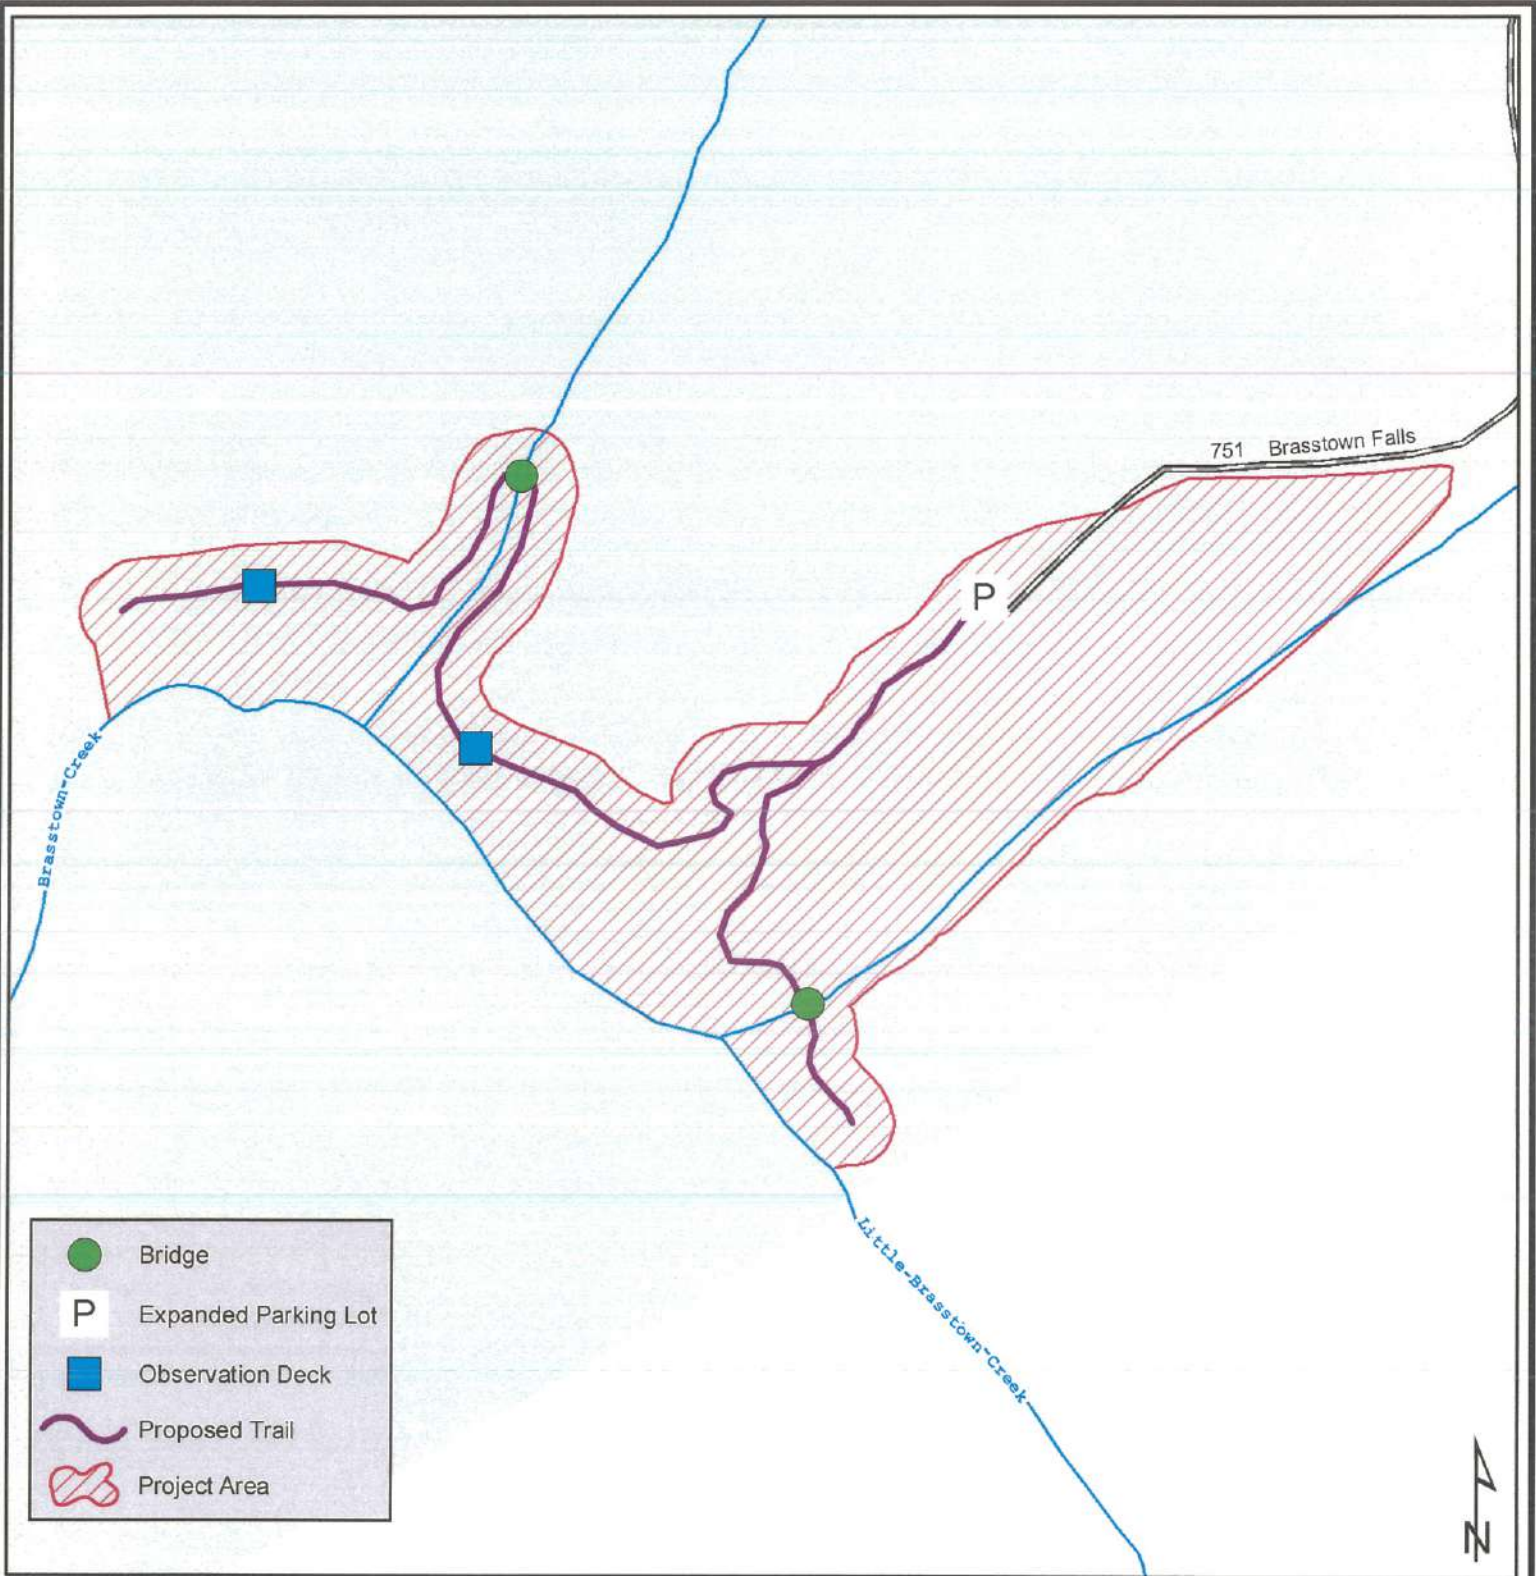 751 Brasstown Falls
P
Brasstown-Creek
Little-Brasstown-Creek
Bridge
P Expanded Parking Lot
Observation Deck
Proposed Trail
Project Area
N